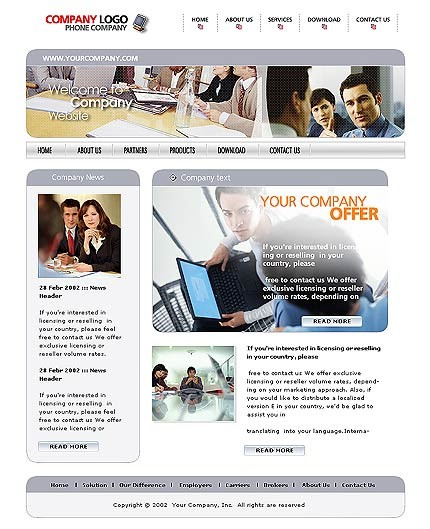 COMPANY LOGO
PHONE COMPANY
HOME ABOUT US SERVICES DOWNLOAD CONTACT US
WWW.YOURCOMPANY.COM
Welcome to
Company
Website
HOME ABOUT US PARTNERS PRODUCTS DOWNLOAD CONTACT US
Company News
28 Febr 2002 ::: News
Header
If you're interested in
licensing or reselling in
your country, please feel
free to contact us We offer
exclusive licensing or
reseller volume rates.
28 Febr 2002 ::: News
Header
If you're interested in
licensing or reselling in
your country, please feel
free to contact us We offer
exclusive licensing or
READ MORE
Company text
YOUR COMPANY
OFFER
If you're interested in licens
ing or reselling in your
country, please
free to contact us We offer
exclusive licensing or reseller
volume rates, depending on
READ MORE
If you're interested in licensing or reselling
in your country, please
free to contact us We offer exclusive
licensing or reseller volume rates, depend-
ing on your marketing approach. Also, if
you would like to distribute a localized
version E in your country, we'd be glad to
assist you in
translating into your language.Interna-
READ MORE
Home | Solution | Our Difference | Employers | Carriers | Brokers | About Us | Contact Us
Copyright © 2002 Your Company, Inc. All rights are reserved